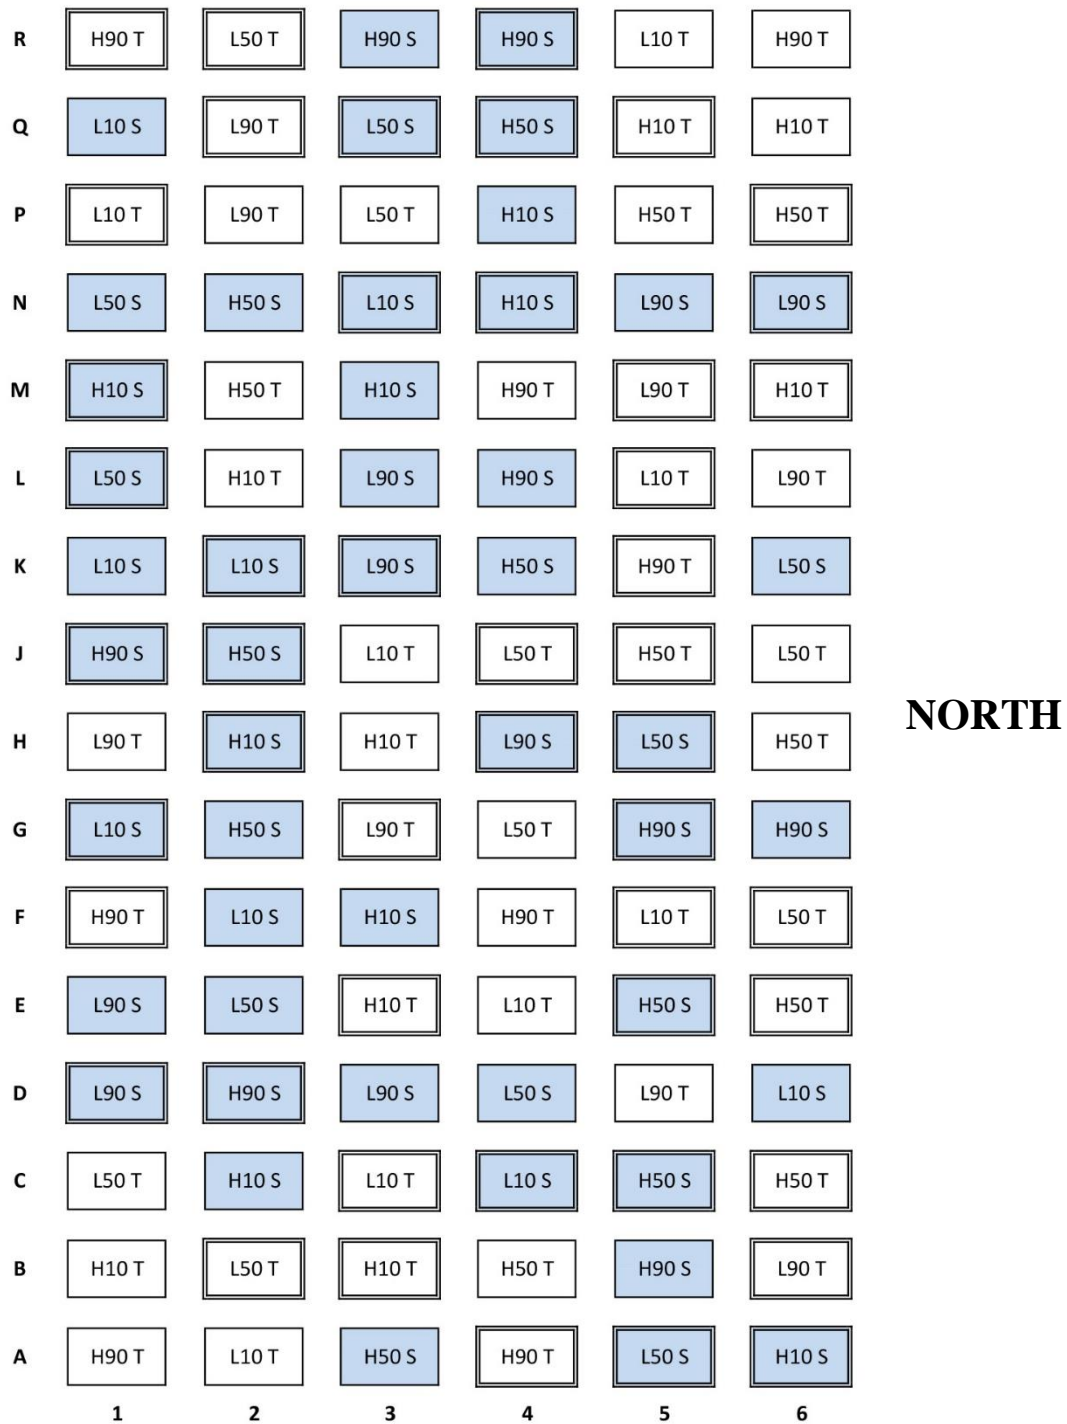 R H90 T L50 T H90 S H90 S L10 T H90 T
Q L10 S L90 T L50 S H50 S H10 T H10 T
P L10 T L90 T L50 T H10 S H50 T H50 T
N L50 S H50 S L10 S H10 S L90 S L90 S
M H10 S H50 T H10 S H90 T L90 T H10 T
L L50 S H10 T L90 S H90 S L10 T L90 T
K L10 S L10 S L90 S H50 S H90 T L50 S
J H90 S H50 S L10 T L50 T H50 T L50 T
NORTH
H L90 T H10 S H10 T L90 S L50 S H50 T
G L10 S H50 S L90 T L50 T H90 S H90 S
F H90 T L10 S H10 S H90 T L10 T L50 T
E L90 S L50 S H10 T L10 T H50 S H50 T
D L90 S H90 S L90 S L50 S L90 T L10 S
C L50 T H10 S L10 T L10 S H50 S H50 T
B H10 T L50 T H10 T H50 T H90 S L90 T
A H90 T L10 T H50 S H90 T L50 S H10 S
1 2 3 4 5 6